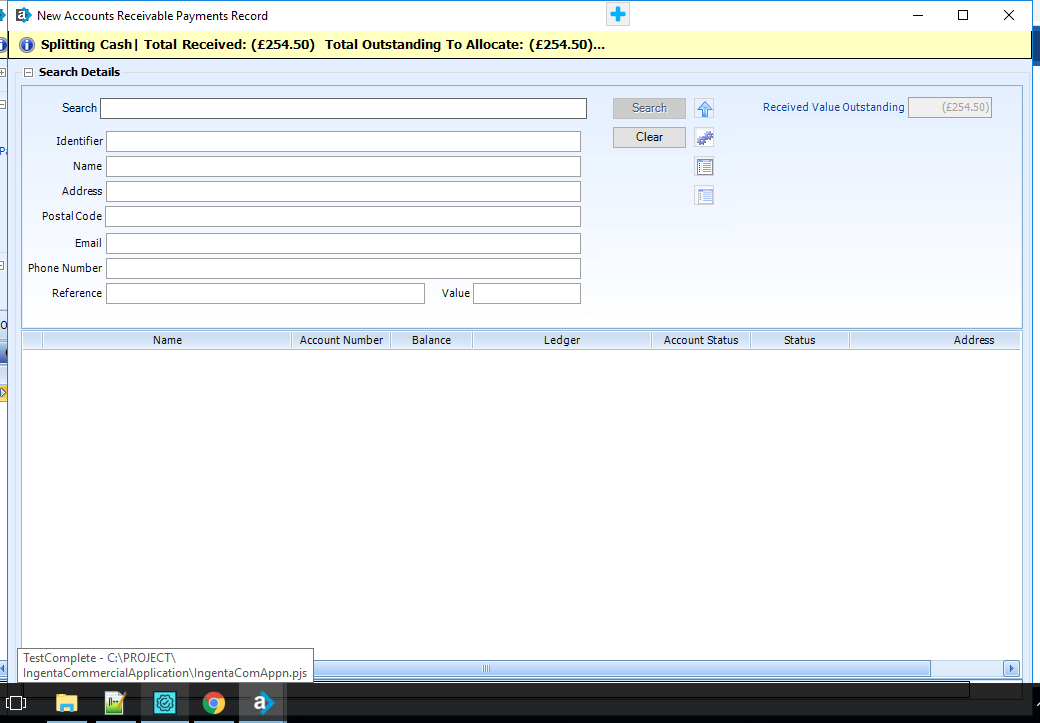 New Accounts Receivable Payments Record
Splitting Cash| Total Received: (£254.50)  Total Outstanding To Allocate: (£254.50)...
Search Details
Search
Search
Received Value Outstanding (£254.50)
Identifier
Clear
Name
Address
Postal Code
Email
Phone Number
Reference
Value
Name Account Number Balance Ledger Account Status Status Address
TestComplete - C:\PROJECT\
IngentaCommercialApplication\IngentaComAppn.pjs